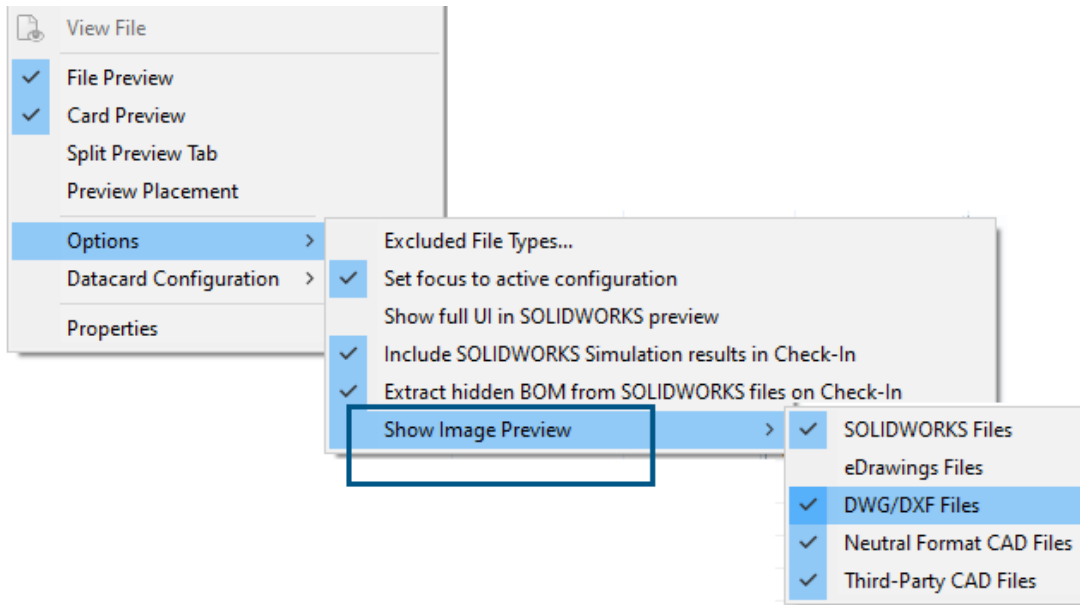 View File
File Preview
Card Preview
Split Preview Tab
Preview Placement
Options
Datacard Configuration
Properties
Excluded File Types...
Set focus to active configuration
Show full UI in SOLIDWORKS preview
Include SOLIDWORKS Simulation results in Check-In
Extract hidden BOM from SOLIDWORKS files on Check-In
Show Image Preview
SOLIDWORKS Files
eDrawings Files
DWG/DXF Files
Neutral Format CAD Files
Third-Party CAD Files